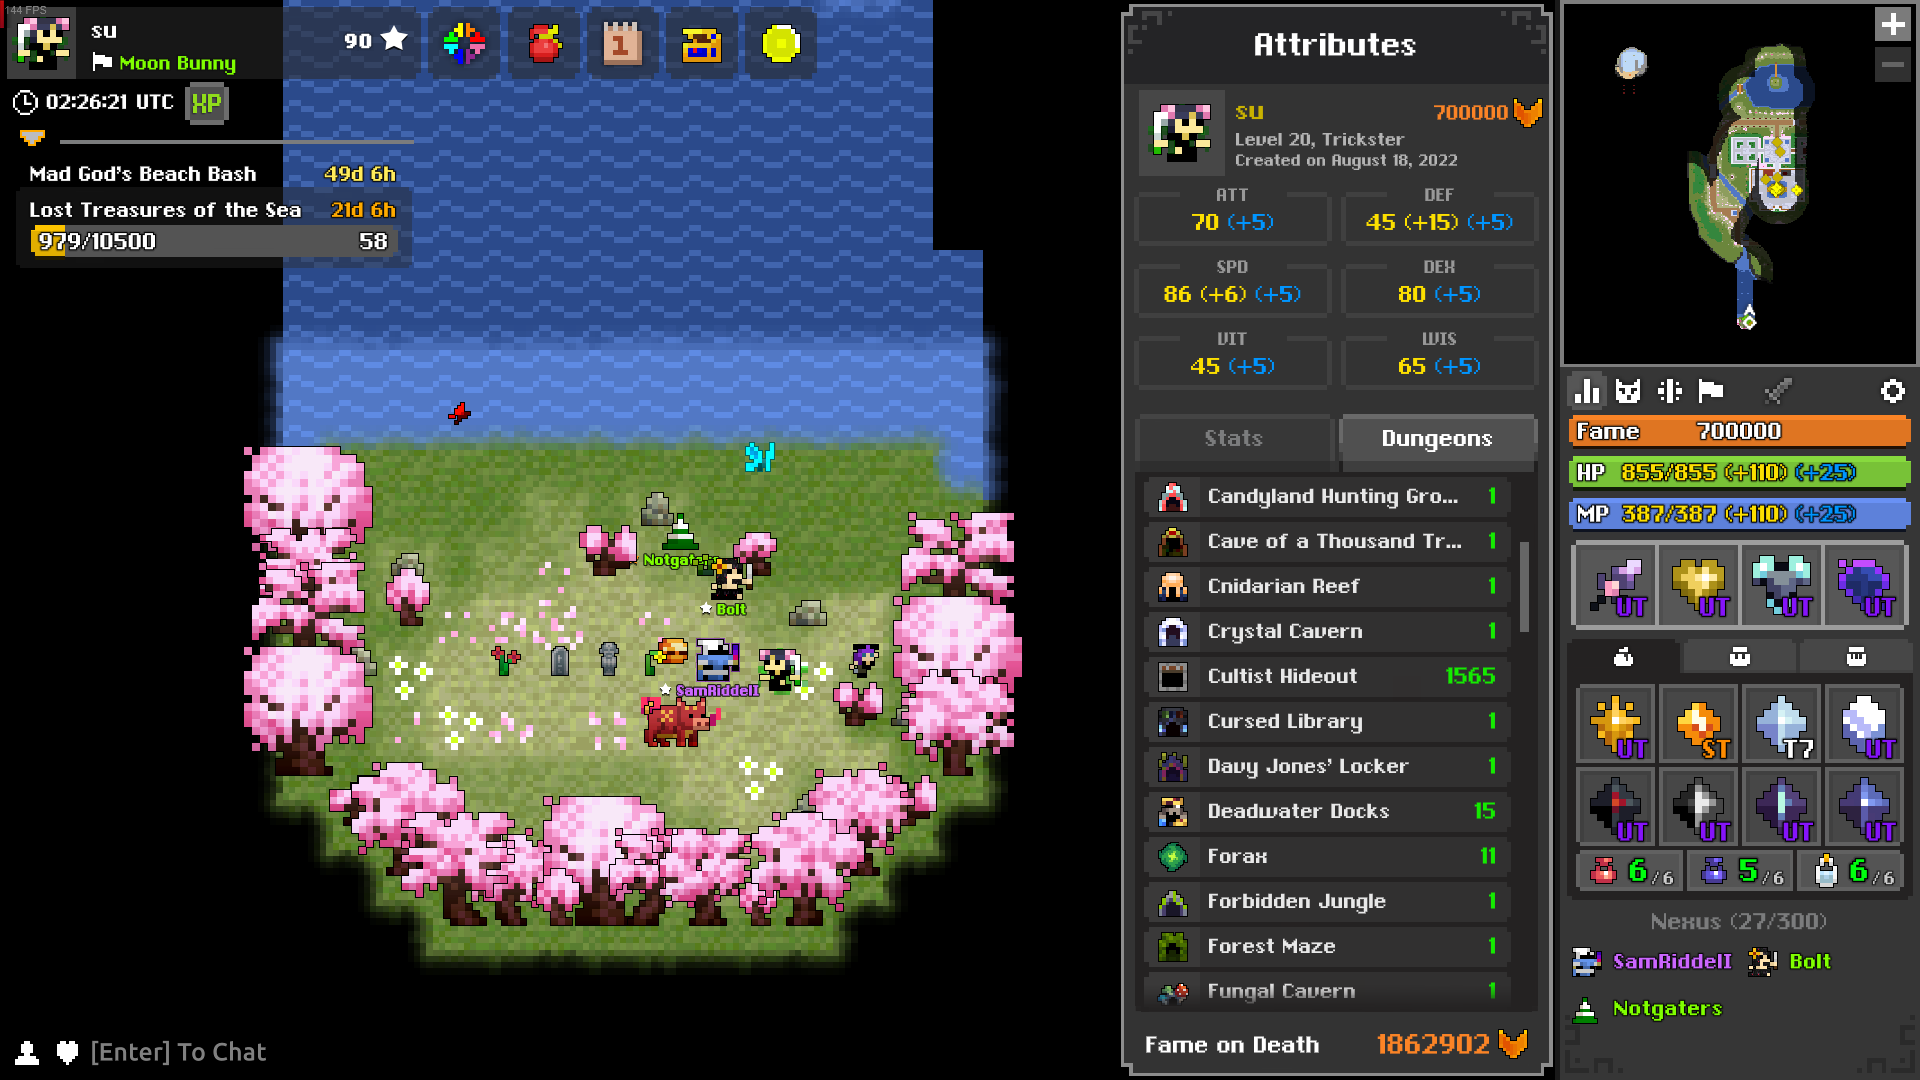 144 FPS
su
Moon Bunny
90
1
02:26:21 UTC
XP
Mad God's Beach Bash 49d 6h
Lost Treasures of the Sea 21d 6h
979/10500 58
Bolt
SamRiddelI
[Enter] To Chat
Attributes
su 700000
Level 20, Trickster
Created on August 18, 2022
ATT DEF
70 (+5) 45 (+15) (+5)
SPD DEX
86 (+6) (+5) 80 (+5)
VIT WIS
45 (+5) 65 (+5)
Stats Dungeons
Candyland Hunting Gro... 1
Cave of a Thousand Tr... 1
Cnidarian Reef 1
Crystal Cavern 1
Cultist Hideout 1565
Cursed Library 1
Davy Jones' Locker 1
Deadwater Docks 15
Forax 11
Forbidden Jungle 1
Forest Maze 1
Fungal Cavern 1
Fame on Death 1862902
Fame 700000
HP 855/855 (+110) (+25)
MP 387/387 (+110) (+25)
UT UT UT UT
UT ST T7 UT
UT UT UT UT
6/6 5/6 6/6
Nexus (27/300)
SamRiddelI Bolt
Notgaters